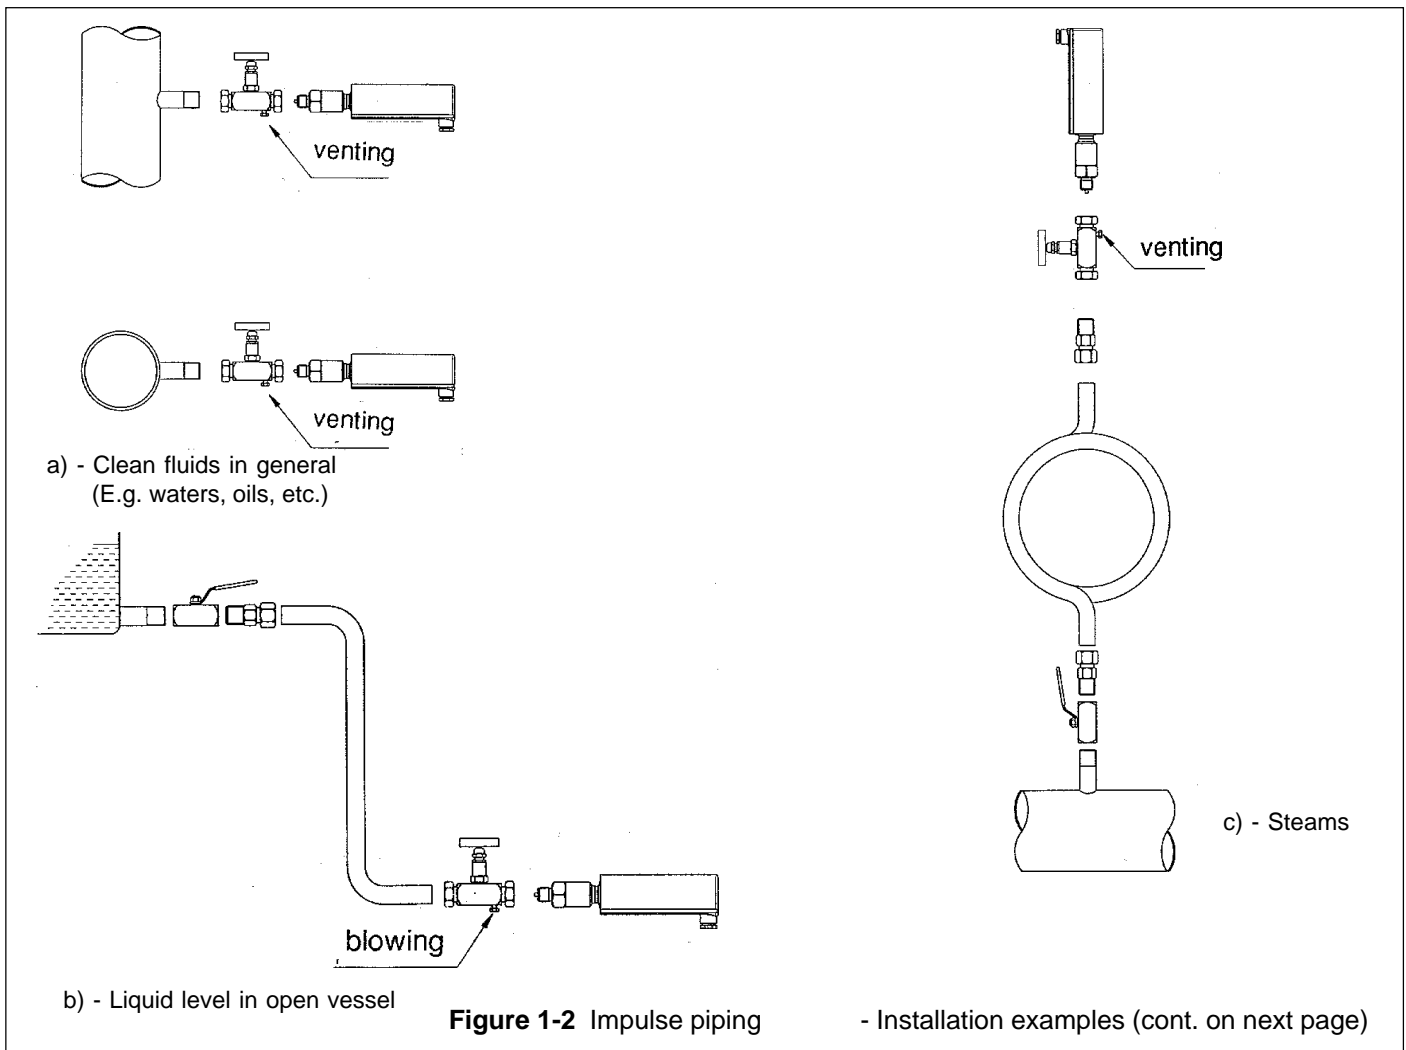 venting
venting
venting
a) - Clean fluids in general
(E.g. waters, oils, etc.)
blowing
b) - Liquid level in open vessel
c) - Steams
Figure 1-2 Impulse piping - Installation examples (cont. on next page)